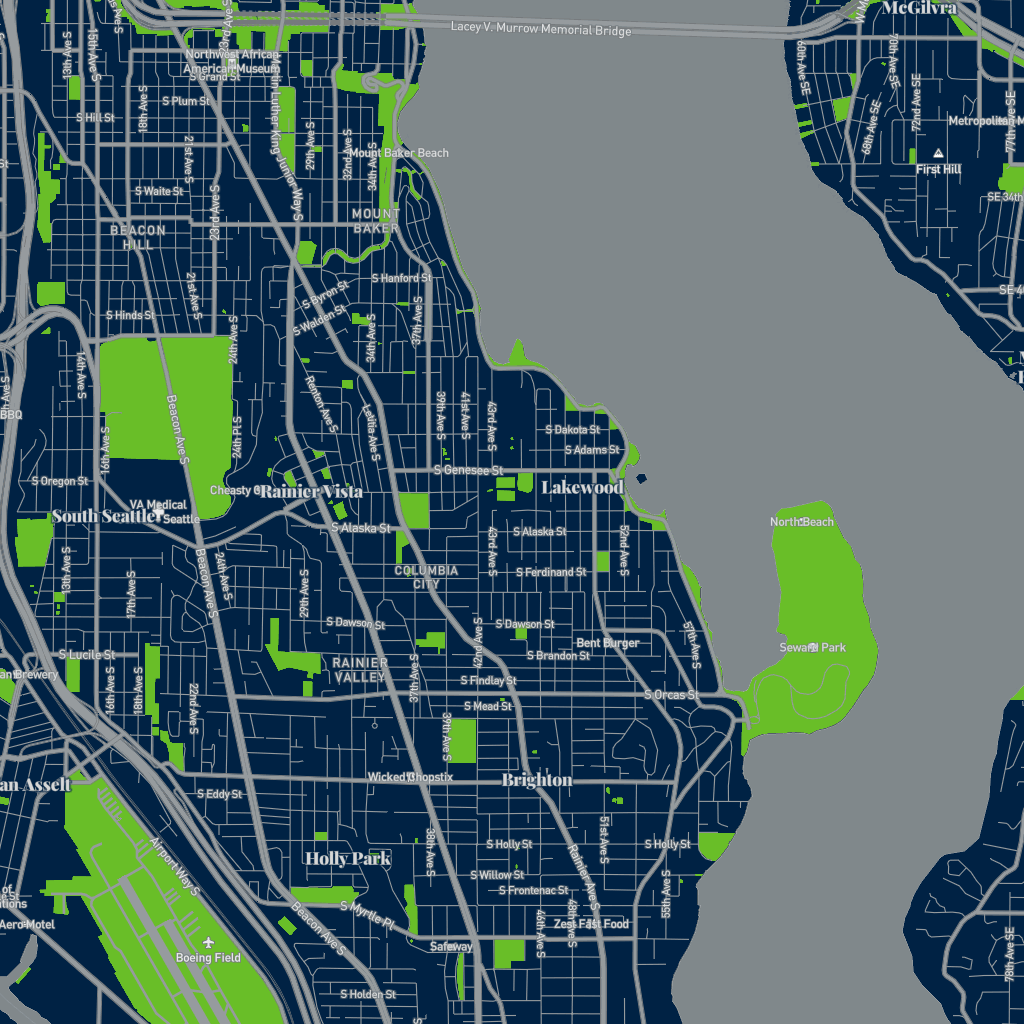 McGilvra
Lacey V. Murrow Memorial Bridge
23rd Ave S
13th Ave S
15th Ave S
Northwest African
American Museum
S Grand St
60th Ave SE
70th Ave SE
72nd Ave SE
77th Ave SE
S Plum St
18th Ave S
S Hill St
21st Ave S
Martin Luther King Junior Way S
29th Ave S
32nd Ave S
34th Ave S
Mount Baker Beach
68th Ave SE
First Hill
S Waite St
23rd Ave S
SE 34th
MOUNT
BAKER
BEACON
HILL
S Hanford St
21st Ave S
S Byron St
S Walden St
37th Ave S
34th Ave S
S Hinds St
24th Ave S
14th Ave S
BBQ
Beacon Ave S
Renton Ave S
Letitia Ave S
39th Ave S
41st Ave S
43rd Ave S
24th Pl S
16th Ave S
S Dakota St
S Adams St
S Genesee St
S Oregon St
Rainier Vista
Lakewood
VA Medical
Seattle
South Seattle
S Alaska St
S Alaska St
North Beach
43rd Ave S
52nd Ave S
13th Ave S
17th Ave S
Beacon Ave S
24th Ave S
29th Ave S
COLUMBIA
CITY
S Ferdinand St
S Dawson St
S Dawson St
42nd Ave S
Bent Burger
57th Ave S
Seward Park
S Lucile St
S Brandon St
RAINIER
VALLEY
Brewery
16th Ave S
18th Ave S
22nd Ave S
37th Ave S
S Findlay St
S Orcas St
S Mead St
39th Ave S
Wicked Chopstix
Brighton
S Eddy St
38th Ave S
51st Ave S
S Holly St
S Holly St
Holly Park
Airport Way S
Rainier Ave S
S Willow St
S Frontenac St
55th Ave S
S Myrtle Pl
Beacon Ave S
46th Ave S
48th Ave S
Zest Fast Food
Aero Motel
Safeway
Boeing Field
78th Ave SE
S Holden St